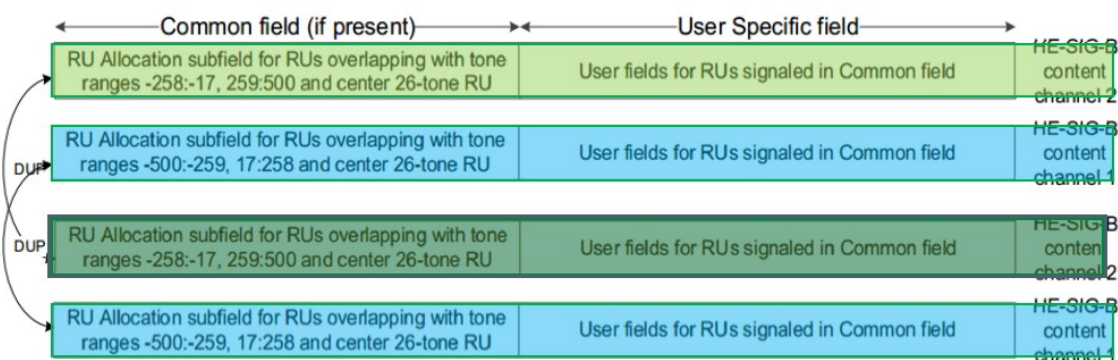 Common field (if present) User Specific field
RU Allocation subfield for RUs overlapping with tone
ranges -258:-17, 259:500 and center 26-tone RU
User fields for RUs signaled in Common field
HE-SIG-B
content
channel 2
RU Allocation subfield for RUs overlapping with tone
ranges -500:-259, 17:258 and center 26-tone RU
User fields for RUs signaled in Common field
HE-SIG-B
content
channel 1
DUP
RU Allocation subfield for RUs overlapping with tone
ranges -258:-17, 259:500 and center 26-tone RU
User fields for RUs signaled in Common field
HE-SIG-B
content
channel 2
DUP
RU Allocation subfield for RUs overlapping with tone
ranges -500:-259, 17:258 and center 26-tone RU
User fields for RUs signaled in Common field
HE-SIG-B
content
channel 1